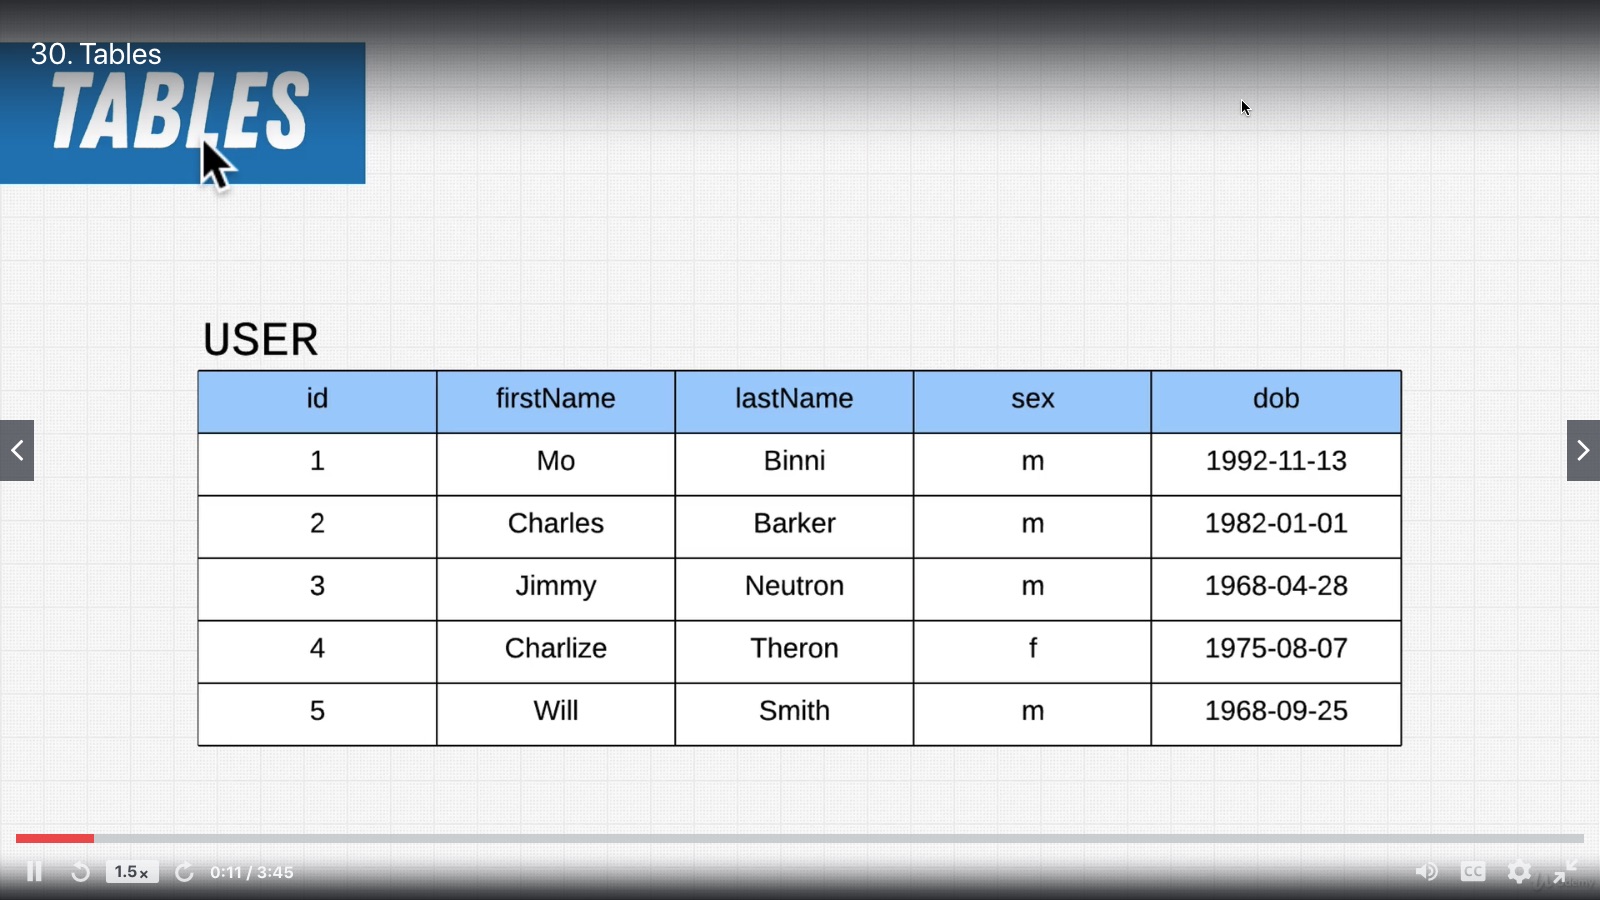 30. Tables
TABLES
USER
id firstName lastName sex dob
1 Mo Binni m 1992-11-13
2 Charles Barker m 1982-01-01
3 Jimmy Neutron m 1968-04-28
4 Charlize Theron f 1975-08-07
5 Will Smith m 1968-09-25
1.5x 0:11 / 3:45 CC